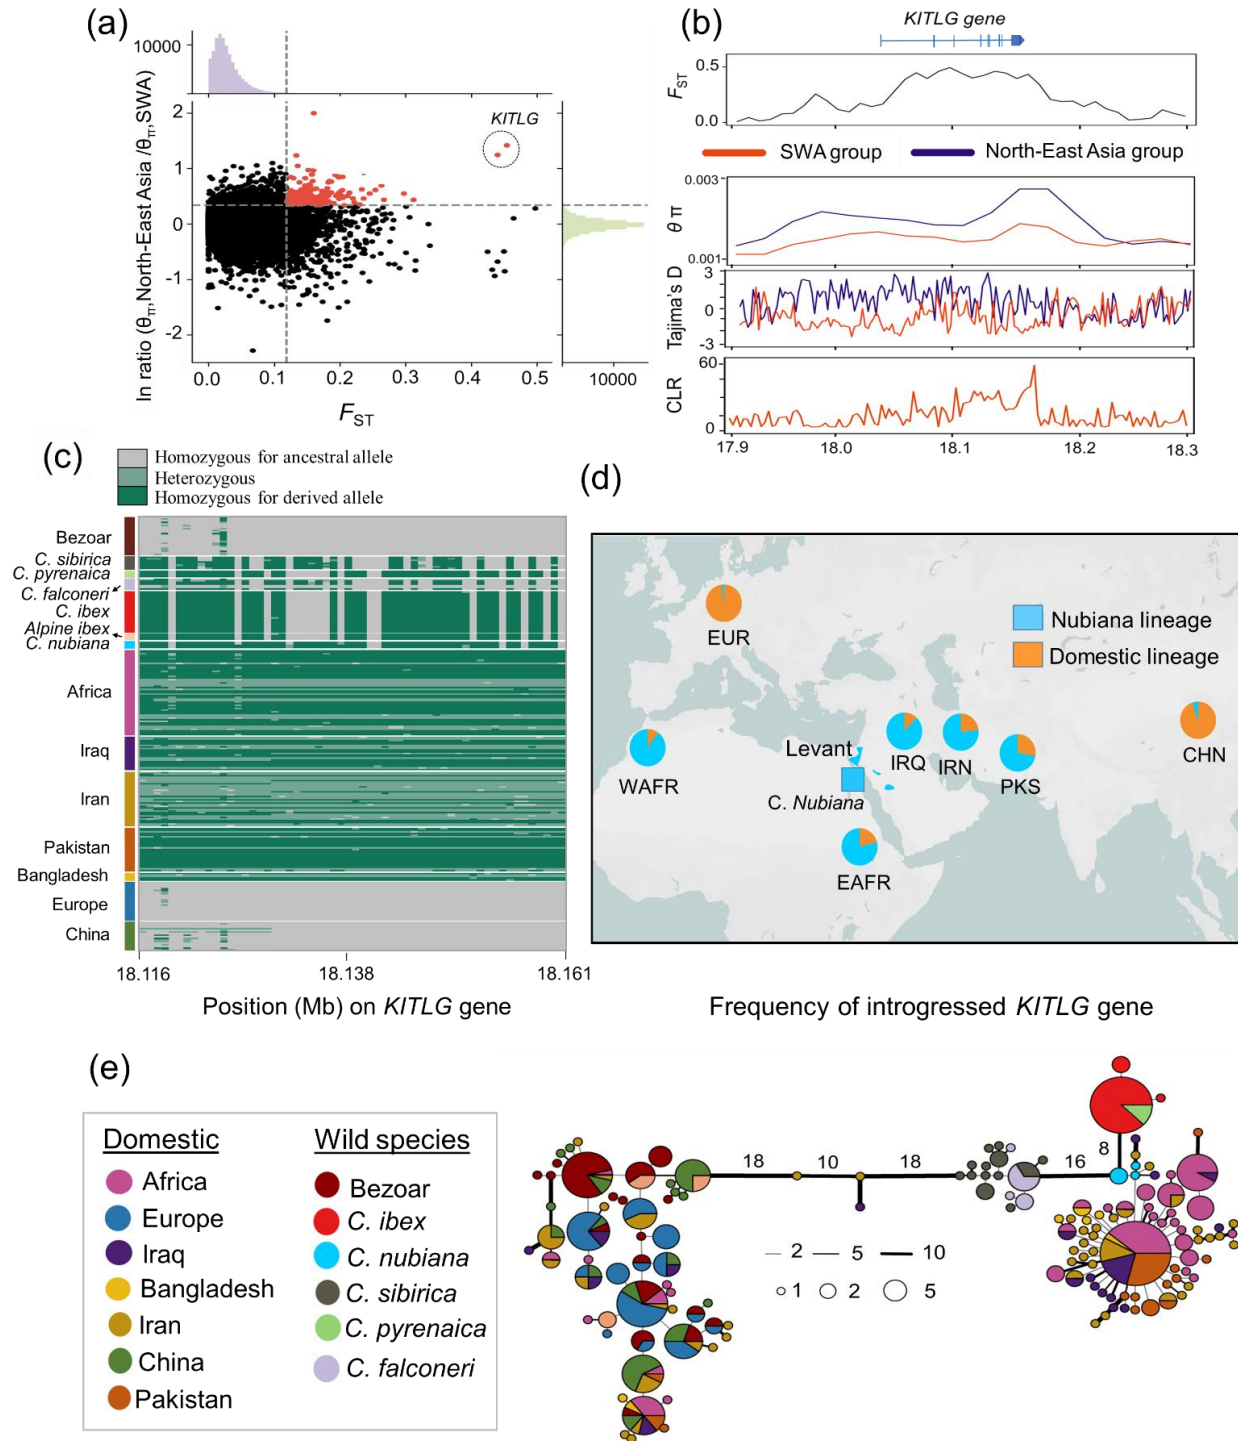 (a)
10000
ln ratio (θπ,North-East Asia /θπ,SWA)
2
1
0
-1
-2
KITLG
0.0 0.1 0.2 0.3 0.4 0.5
10000
FST
(b)
KITLG gene
FST
0.5
0.0
SWA group North-East Asia group
θπ
0.003
0.001
Tajima's D
3
0
-3
CLR
60
0
17.9 18.0 18.1 18.2 18.3
(c)
Homozygous for ancestral allele
Heterozygous
Homozygous for derived allele
Bezoar
C. sibirica
C. pyrenaica
C. falconeri
C. ibex
Alpine ibex
C. nubiana
Africa
Iraq
Iran
Pakistan
Bangladesh
Europe
China
18.116 18.138 18.161
Position (Mb) on KITLG gene
(d)
EUR
Nubiana lineage
Domestic lineage
WAFR
Levant
C. Nubiana
IRQ
IRN
PKS
CHN
EAFR
Frequency of introgressed KITLG gene
(e)
Domestic
Africa
Europe
Iraq
Bangladesh
Iran
China
Pakistan
Wild species
Bezoar
C. ibex
C. nubiana
C. sibirica
C. pyrenaica
C. falconeri
18 10 18 16 8
2 5 10
1 2 5